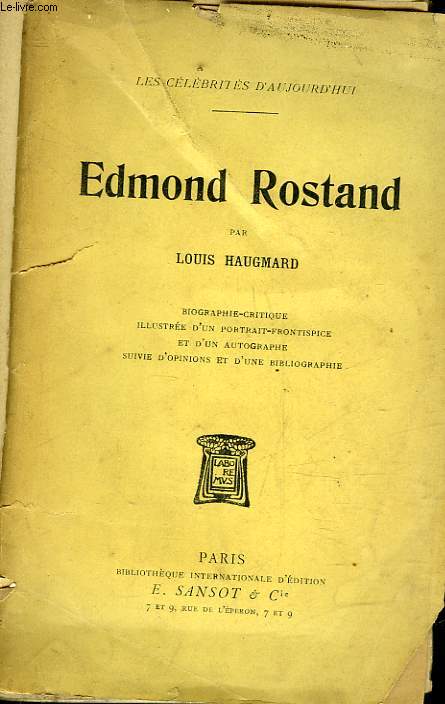 Le-livre.com
LES CÉLÉBRITÉS D'AUJOURD'HUI
Edmond Rostand
PAR
LOUIS HAUGMARD
BIOGRAPHIE-CRITIQUE
ILLUSTRÉE D'UN PORTRAIT-FRONTISPICE
ET D'UN AUTOGRAPHE
SUIVIE D'OPINIONS ET D'UNE BIBLIOGRAPHIE
LABO
RE
MVS
PARIS
BIBLIOTHÈQUE INTERNATIONALE D'ÉDITION
E. SANSOT & Cie
7 ET 9, RUE DE L'ÉPERON, 7 ET 9